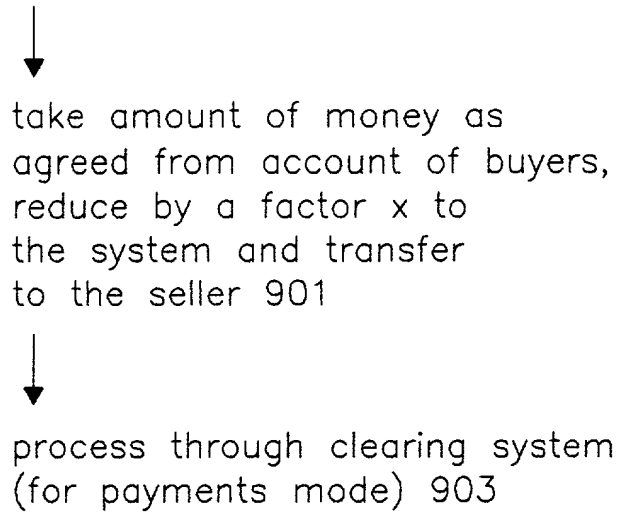 take amount of money as
agreed from account of buyers,
reduce by a factor x to
the system and transfer
to the seller 901
process through clearing system
(for payments mode) 903